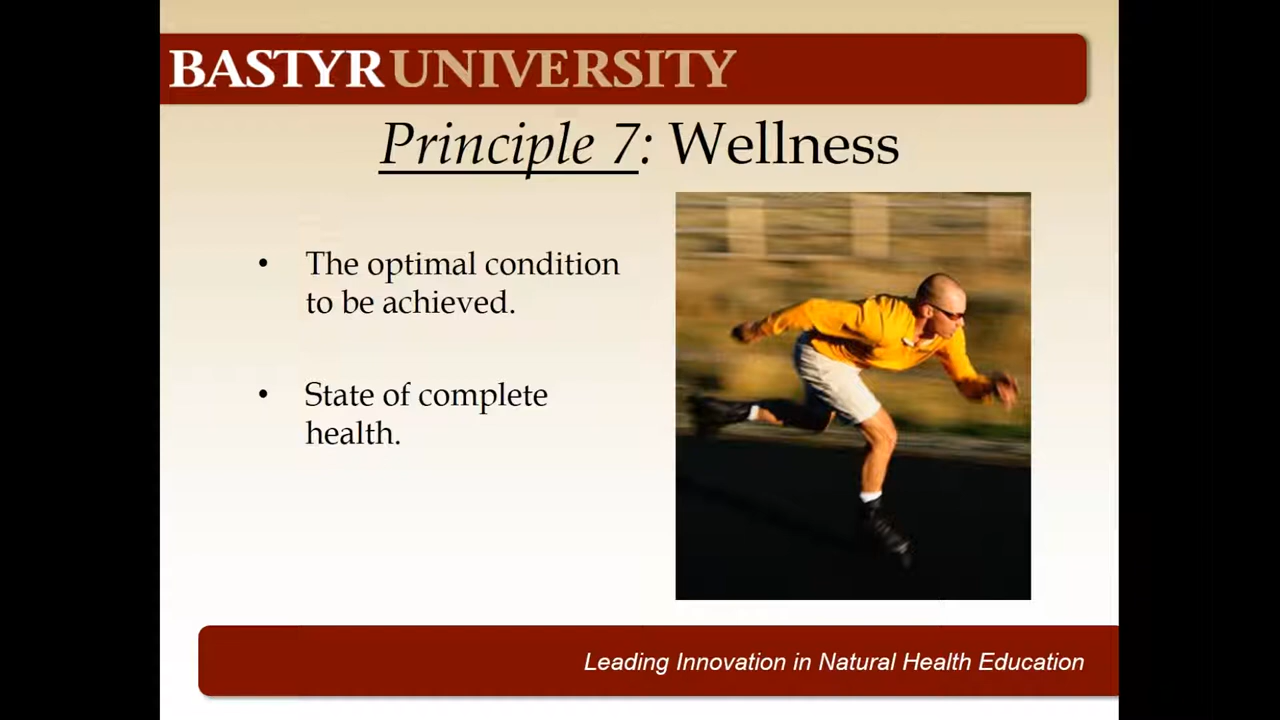 BASTYR UNIVERSITY
Principle 7: Wellness
• The optimal condition
to be achieved.
• State of complete
health.
Leading Innovation in Natural Health Education